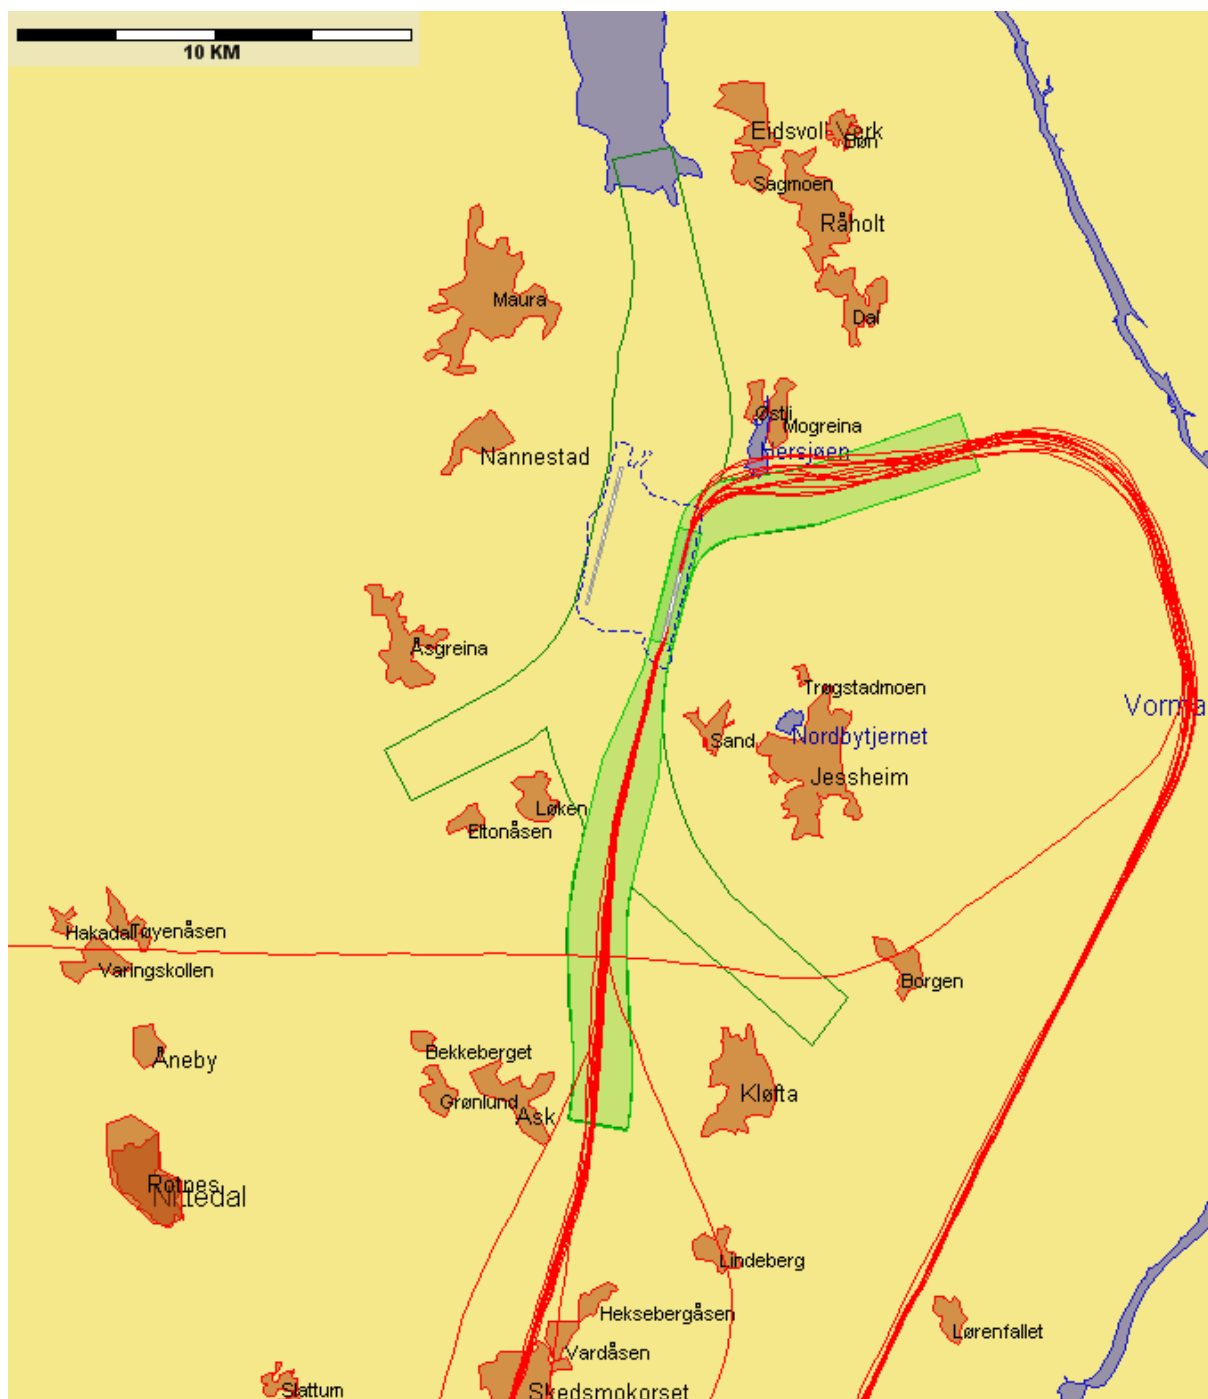 10 KM
Eidsvoll Verk
Bøn
Sagmoen
Råholt
Maura
Dal
Østli
Mogreina
Hersjøen
Nannestad
Åsgreina
Trøgstadmoen
Vorma
Sand
Nordbytjernet
Jessheim
Løken
Eltonåsen
Hakadal
Tøyenåsen
Varingskollen
Borgen
Åneby
Bekkeberget
Grønlund
Ask
Kløfta
Rotnes
Nittedal
Lindeberg
Heksebergåsen
Lørenfallet
Vardåsen
Slattum
Skedsmokorset